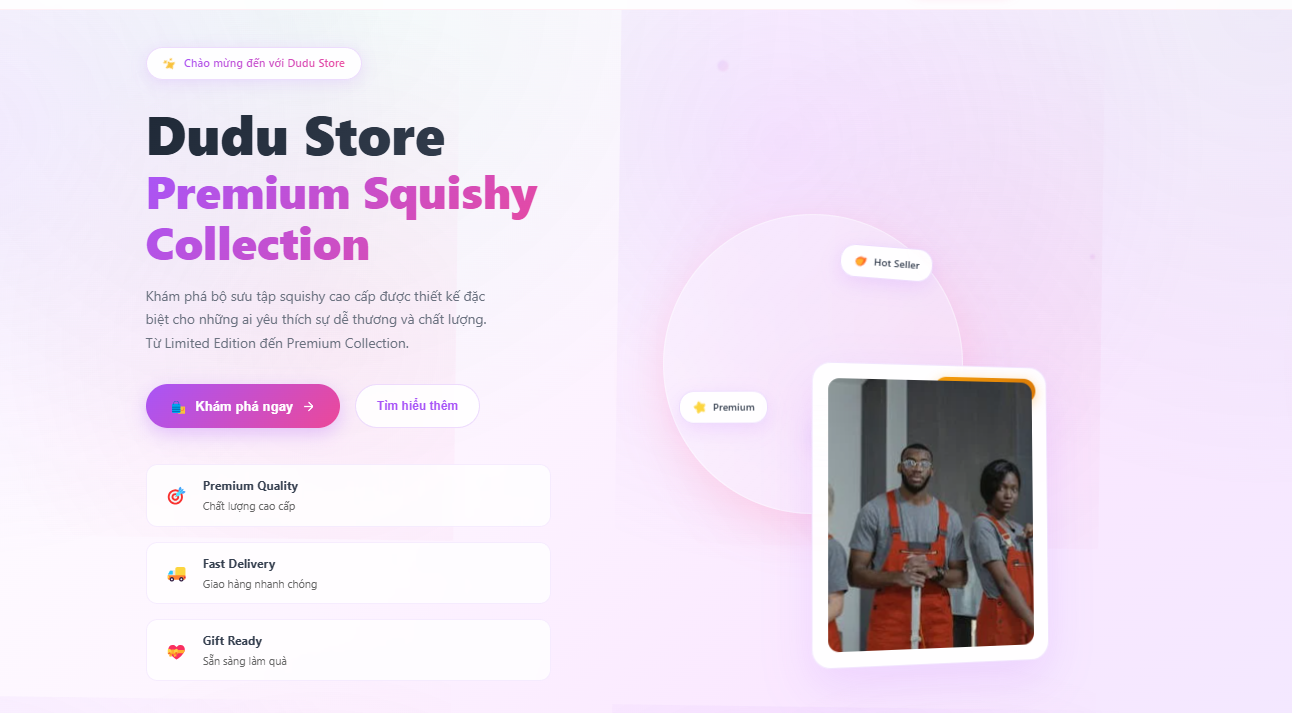 Chào mừng đến với Dudu Store
Dudu Store
Premium Squishy
Collection
Khám phá bộ sưu tập squishy cao cấp được thiết kế đặc
biệt cho những ai yêu thích sự dễ thương và chất lượng.
Từ Limited Edition đến Premium Collection.
Khám phá ngay →
Tìm hiểu thêm
Premium Quality
Chất lượng cao cấp
Fast Delivery
Giao hàng nhanh chóng
Gift Ready
Sẵn sàng làm quà
Hot Seller
Premium